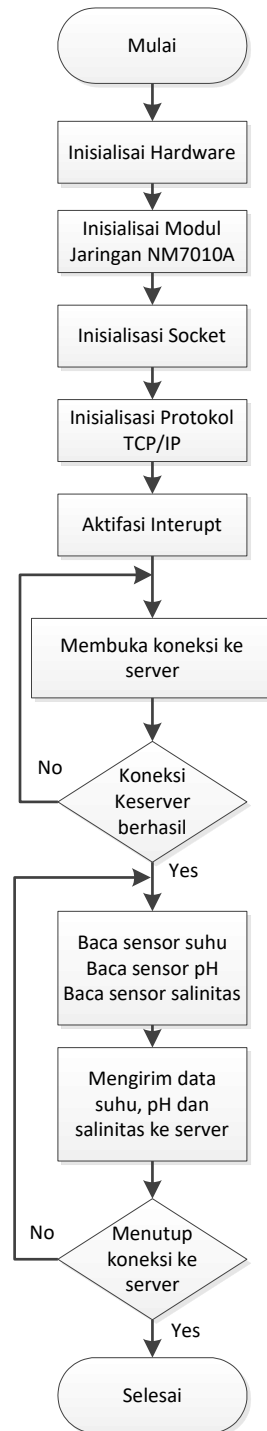 Mulai
Inisialisai Hardware
Inisialisai Modul
Jaringan NM7010A
Inisialisasi Socket
Inisialisasi Protokol
TCP/IP
Aktifasi Interupt
Membuka koneksi ke
server
No
Koneksi
Keserver
berhasil
Yes
Baca sensor suhu
Baca sensor pH
Baca sensor salinitas
Mengirim data
suhu, pH dan
salinitas ke server
No
Menutup
koneksi ke
server
Yes
Selesai